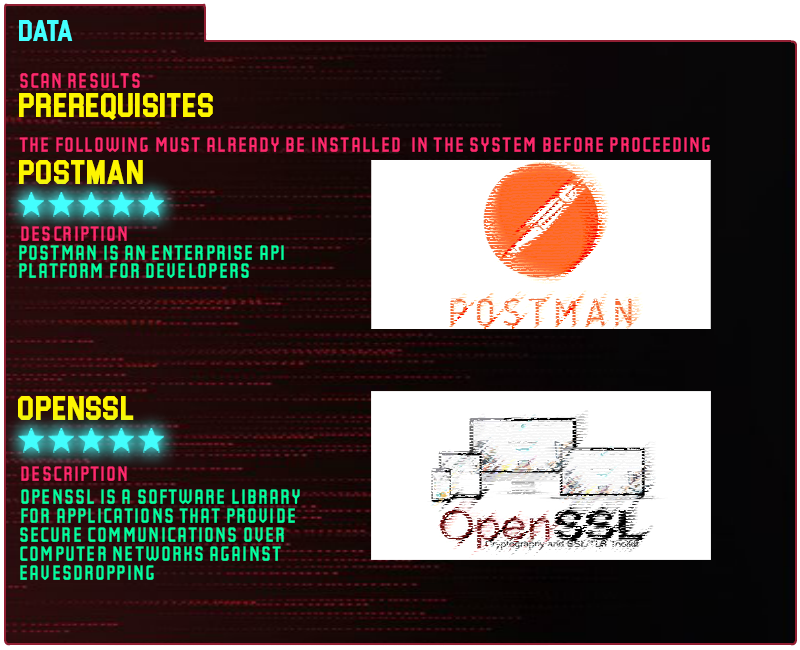 DATA
SCAN RESULTS
PREREQUISITES
THE FOLLOWING MUST ALREADY BE INSTALLED IN THE SYSTEM BEFORE PROCEEDING
POSTMAN
DESCRIPTION
POSTMAN IS AN ENTERPRISE API
PLATFORM FOR DEVELOPERS
POSTMAN
OPENSSL
DESCRIPTION
OPENSSL IS A SOFTWARE LIBRARY
FOR APPLICATIONS THAT PROVIDE
SECURE COMMUNICATIONS OVER
COMPUTER NETWORKS AGAINST
EAVESDROPPING
OpenSSL
Cryptography and SSL/TLS Toolkit